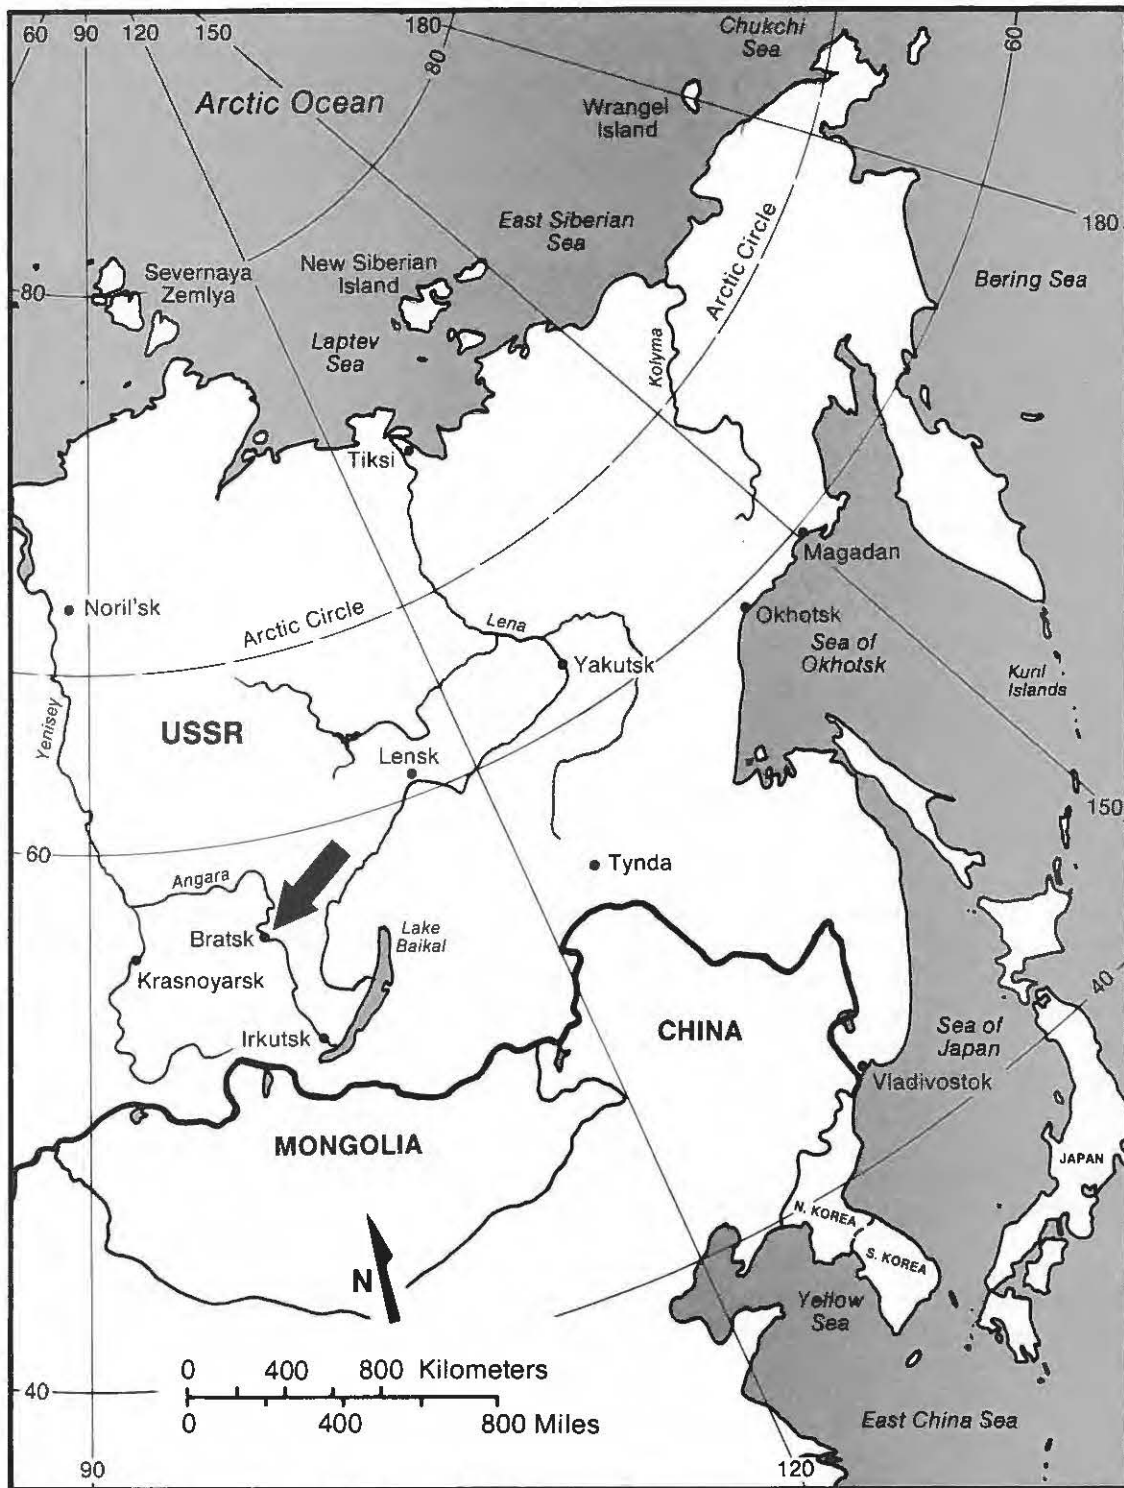 60 90 120 150
180
Chukchi
Sea
60
80
Arctic Ocean
Wrangel
Island
East Siberian
Sea
180
Arctic Circle
Bering Sea
Severnaya
Zemlya
New Siberian
Island
80
Laptev
Sea
Kolyma
Tiksi
Magadan
Noril'sk
Okhotsk
Arctic Circle
Lena
Sea of
Okhotsk
Yakutsk
Kuril
Islands
Yenisey
USSR
Lensk
150
60
Tynda
Angara
Bratsk
Lake
Baikal
Krasnoyarsk
40
Irkutsk
CHINA
Sea of
Japan
Vladivostok
MONGOLIA
JAPAN
N. KOREA
S. KOREA
N
Yellow
Sea
0 400 800 Kilometers
40
0 400 800 Miles
East China Sea
90
120